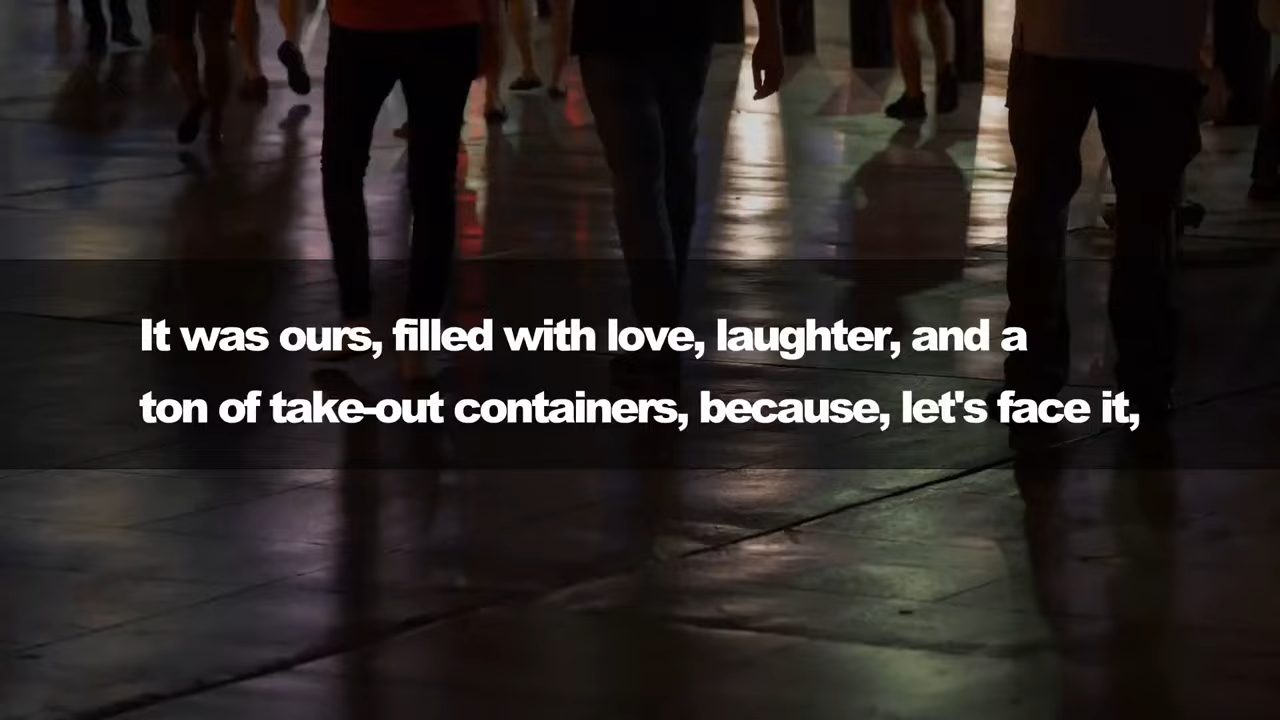 It was ours, filled with love, laughter, and a
ton of take-out containers, because, let's face it,